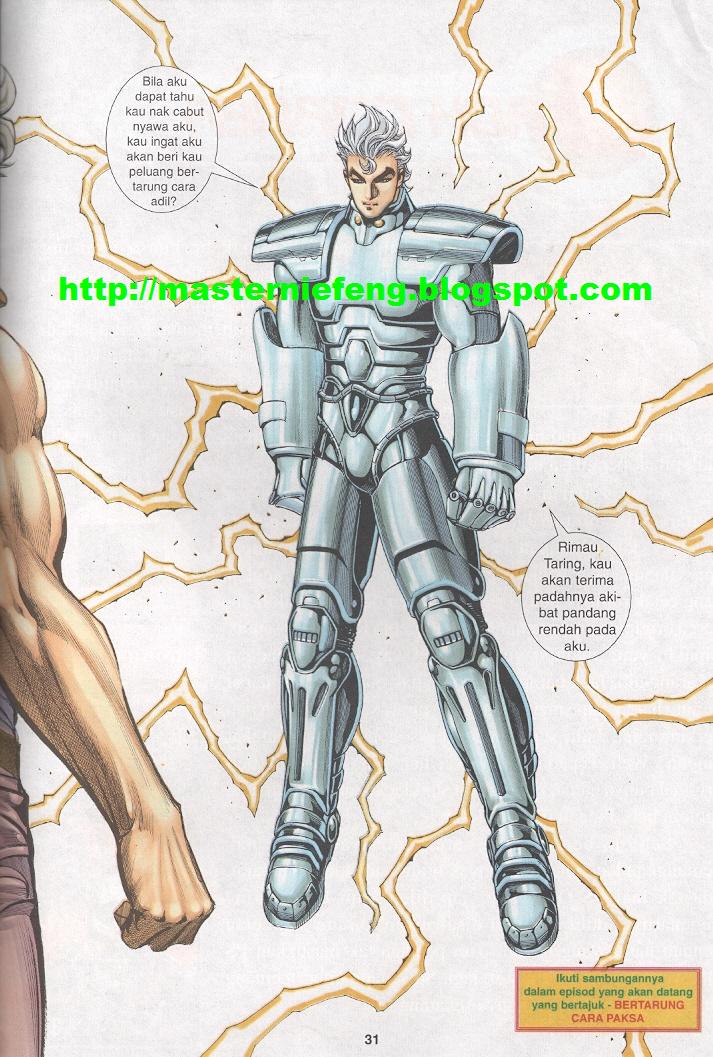 Bila aku
dapat tahu
kau nak cabut
nyawa aku,
kau ingat aku
akan beri kau
peluang ber-
tarung cara
adil?
http://masterniefeng.blogspot.com
Rimau
Taring, kau
akan terima
padahnya aki-
bat pandang
rendah pada
aku.
Ikuti sambungannya
dalam episod yang akan datang
yang bertajuk - BERTARUNG
CARA PAKSA
31